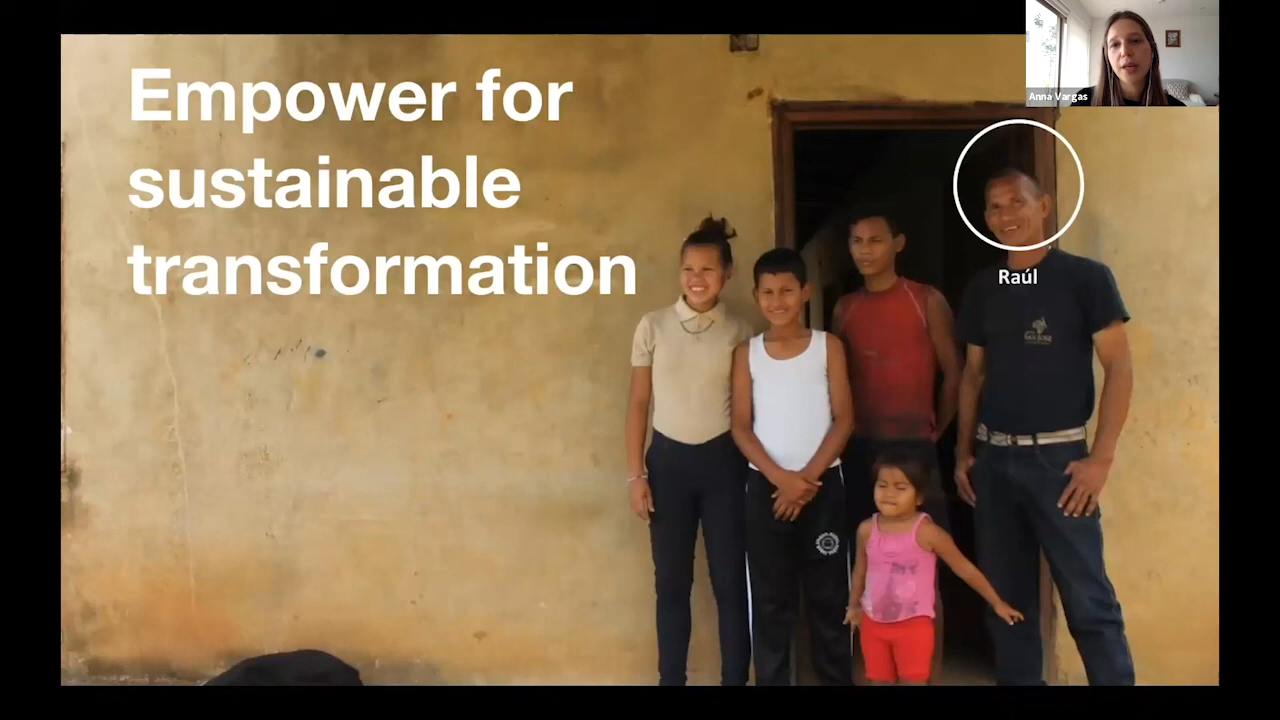 Empower for
sustainable
transformation
Anna Vargas
Raúl